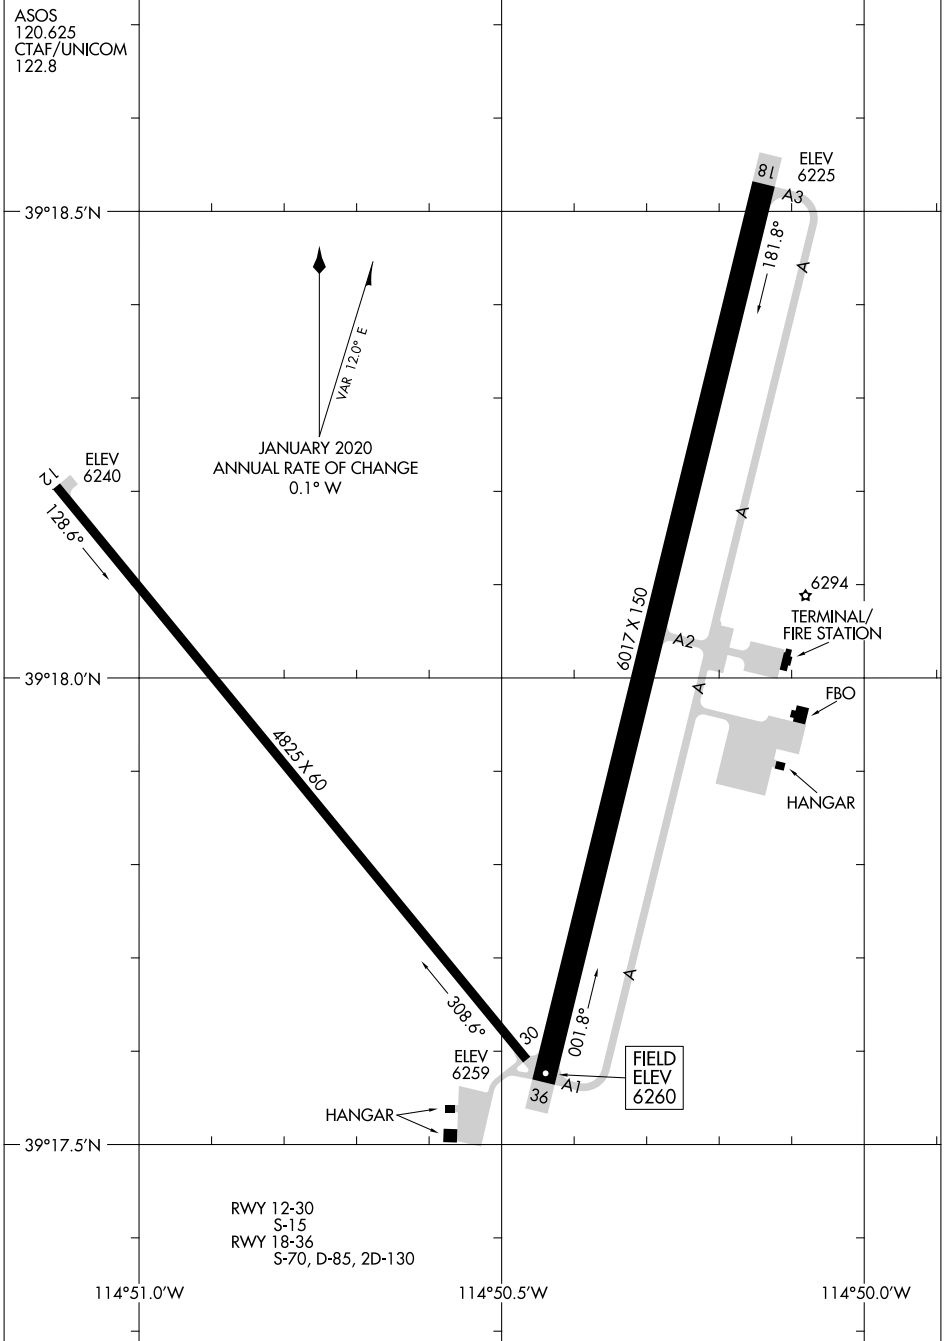 ASOS
120.625
CTAF/UNICOM
122.8
18
ELEV
6225
A3
39°18.5'N
181.8°
A
VAR 12.0° E
JANUARY 2020
ANNUAL RATE OF CHANGE
0.1° W
12
ELEV
6240
128.6°
A
6294
6017 X 150
TERMINAL/
FIRE STATION
A2
39°18.0'N
A
FBO
4825 X 60
HANGAR
A
308.6°
30
001.8°
ELEV
6259
FIELD
ELEV
6260
36
A1
HANGAR
39°17.5'N
RWY 12-30
S-15
RWY 18-36
S-70, D-85, 2D-130
114°51.0'W
114°50.5'W
114°50.0'W